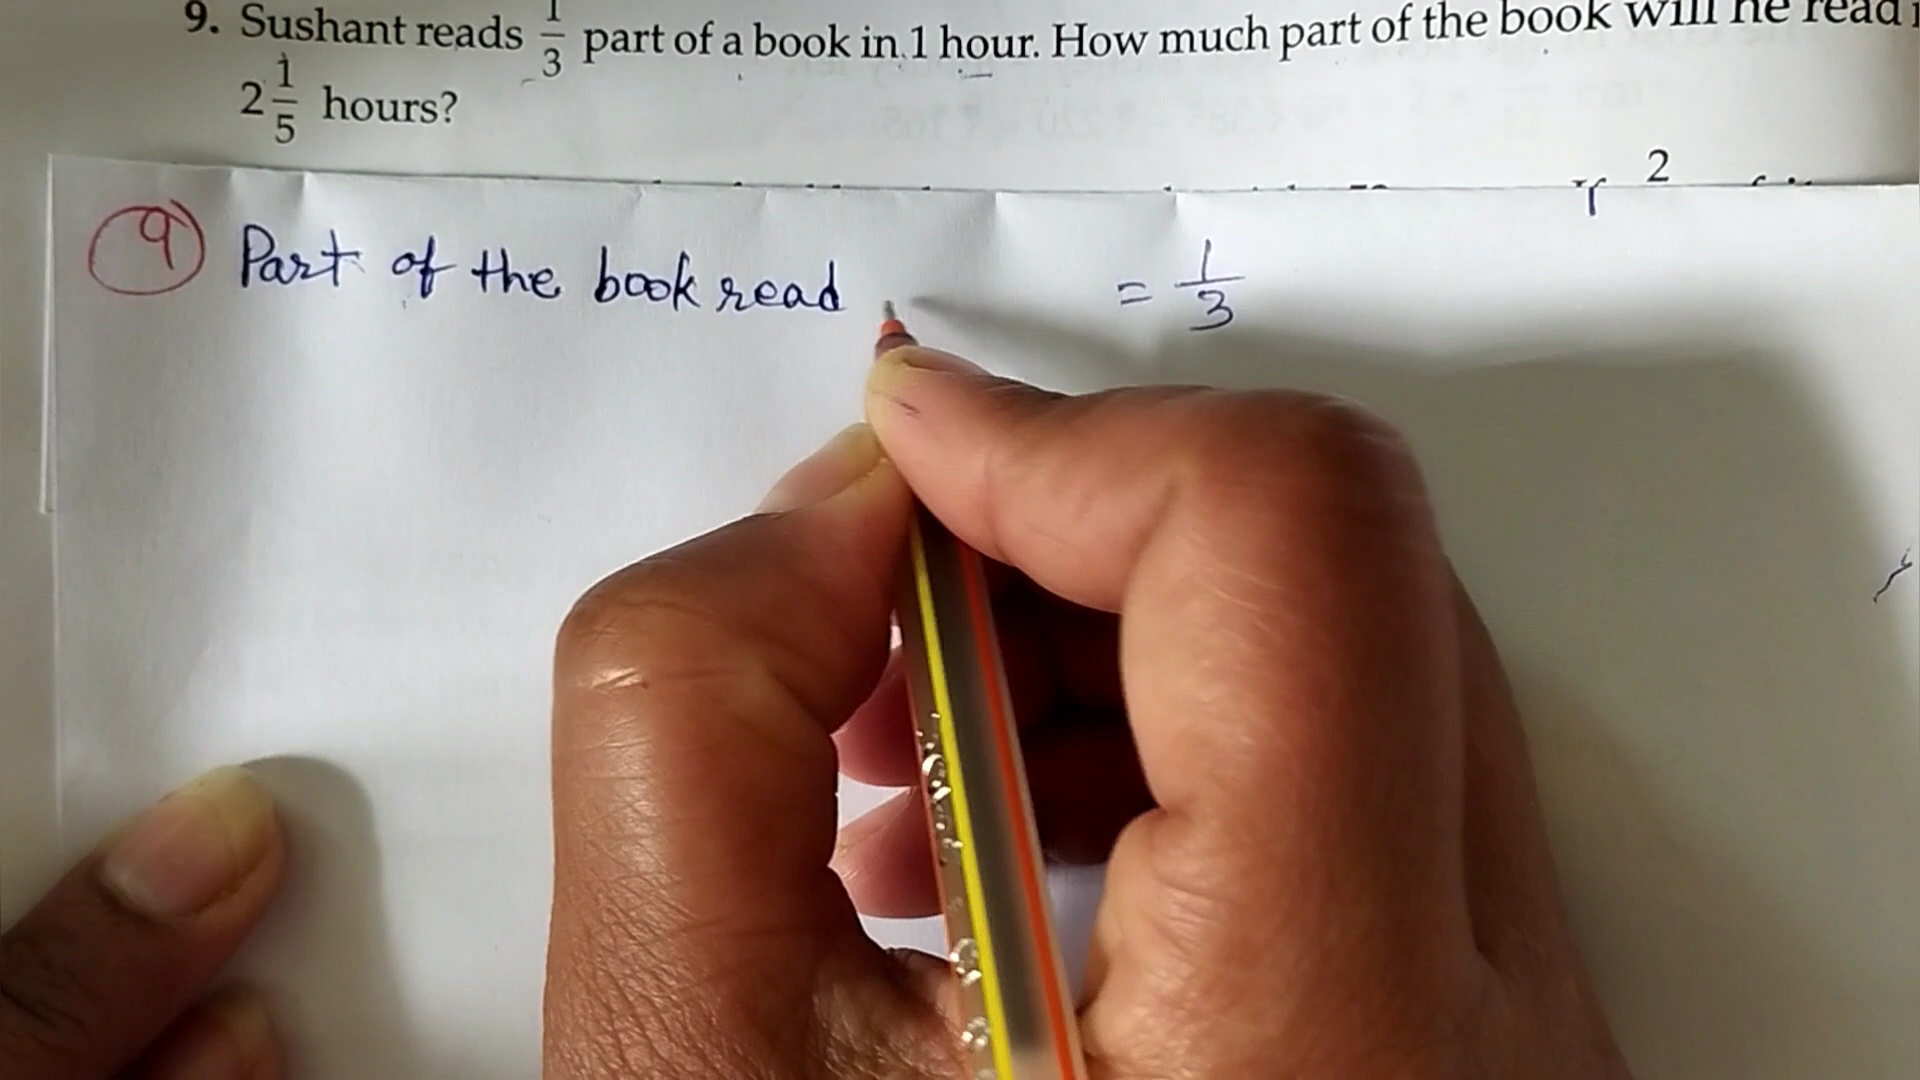 9. Sushant reads 1/3 part of a book in 1 hour. How much part of the book will he read
2 1/5 hours?
2
9 Part of the book read = 1/3